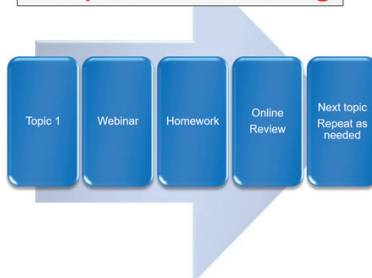 Topic 1
Webinar
Homework
Online
Review
Next topic
Repeat as
needed